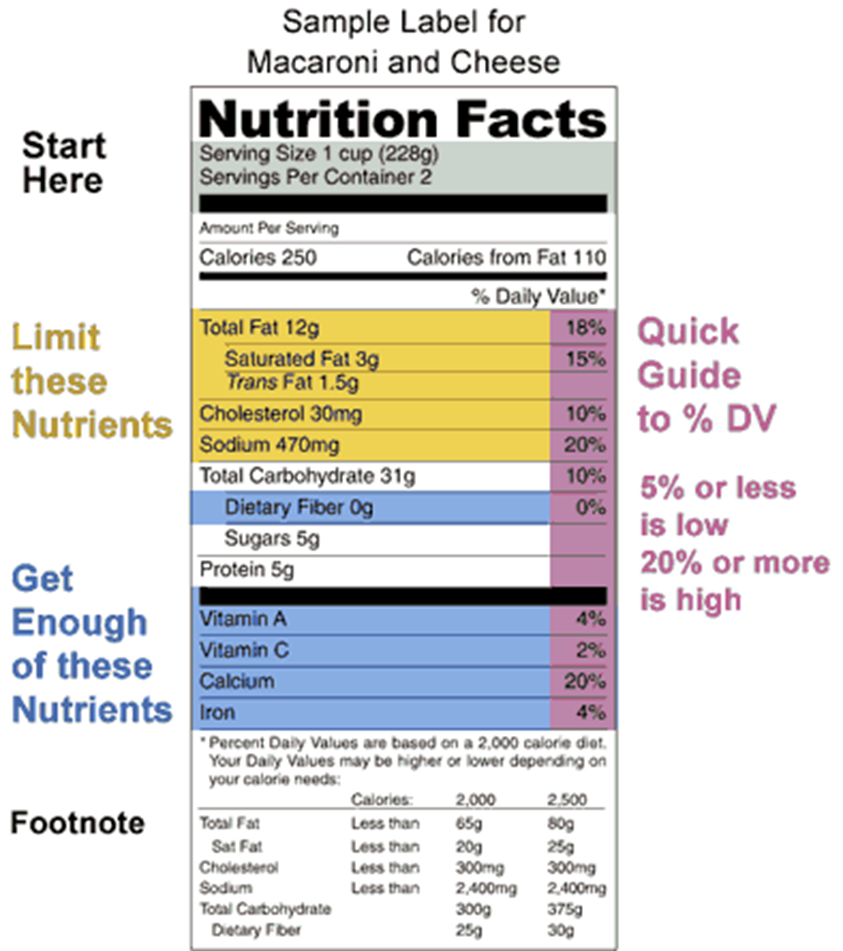 Sample Label for
Macaroni and Cheese
Start
Here
Nutrition Facts
Serving Size 1 cup (228g)
Servings Per Container 2
Amount Per Serving
Calories 250 Calories from Fat 110
% Daily Value*
Limit
these
Nutrients
Total Fat 12g 18%
Saturated Fat 3g 15%
Trans Fat 1.5g
Cholesterol 30mg 10%
Sodium 470mg 20%
Total Carbohydrate 31g 10%
Dietary Fiber 0g 0%
Sugars 5g
Protein 5g
Quick
Guide
to % DV
5% or less
is low
20% or more
is high
Get
Enough
of these
Nutrients
Vitamin A 4%
Vitamin C 2%
Calcium 20%
Iron 4%
Footnote
* Percent Daily Values are based on a 2,000 calorie diet.
Your Daily Values may be higher or lower depending on
your calorie needs:
Calories: 2,000 2,500
Total Fat Less than 65g 80g
Sat Fat Less than 20g 25g
Cholesterol Less than 300mg 300mg
Sodium Less than 2,400mg 2,400mg
Total Carbohydrate 300g 375g
Dietary Fiber 25g 30g